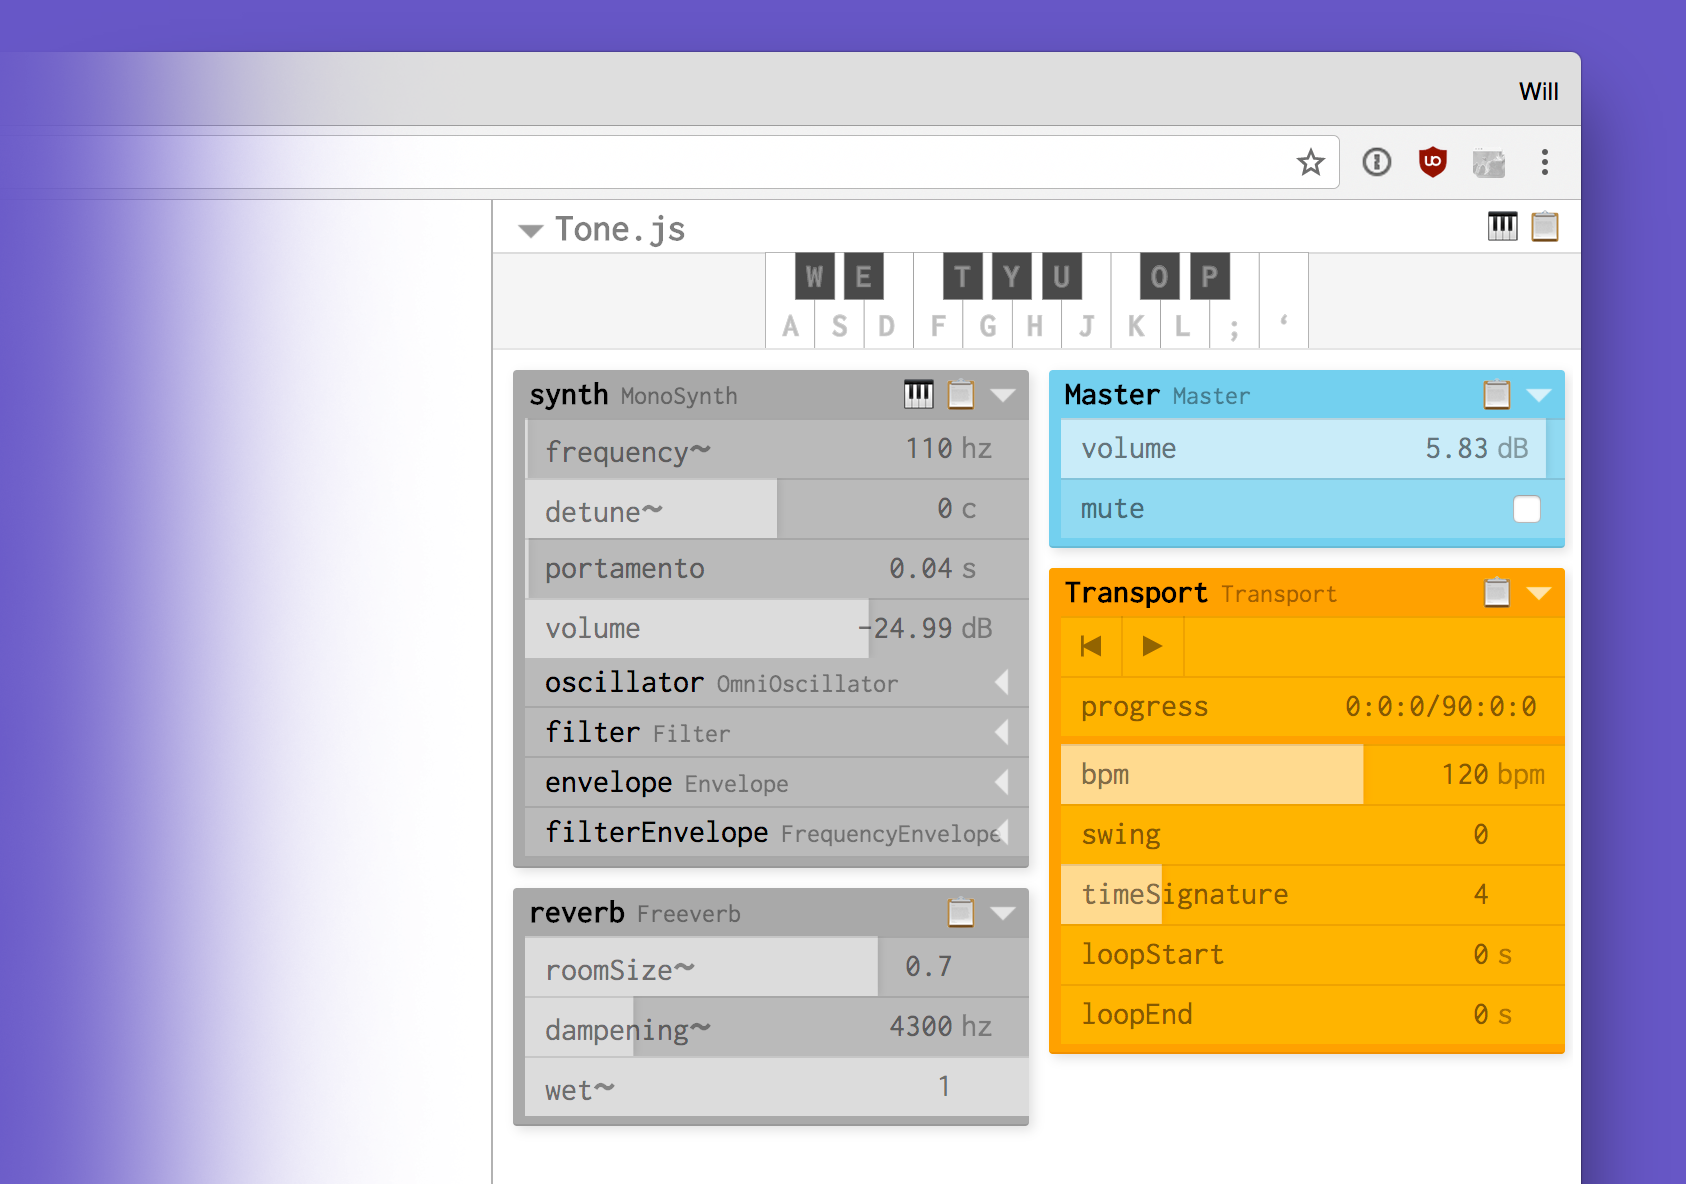 Will
Tone.js
W E T Y U O P
A S D F G H J K L ; ‘
synth MonoSynth
frequency~ 110 hz
detune~ 0 c
portamento 0.04 s
volume -24.99 dB
oscillator OmniOscillator
filter Filter
envelope Envelope
filterEnvelope FrequencyEnvelope
reverb Freeverb
roomSize~ 0.7
dampening~ 4300 hz
wet~ 1
Master Master
volume 5.83 dB
mute
Transport Transport
progress 0:0:0/90:0:0
bpm 120 bpm
swing 0
timeSignature 4
loopStart 0 s
loopEnd 0 s